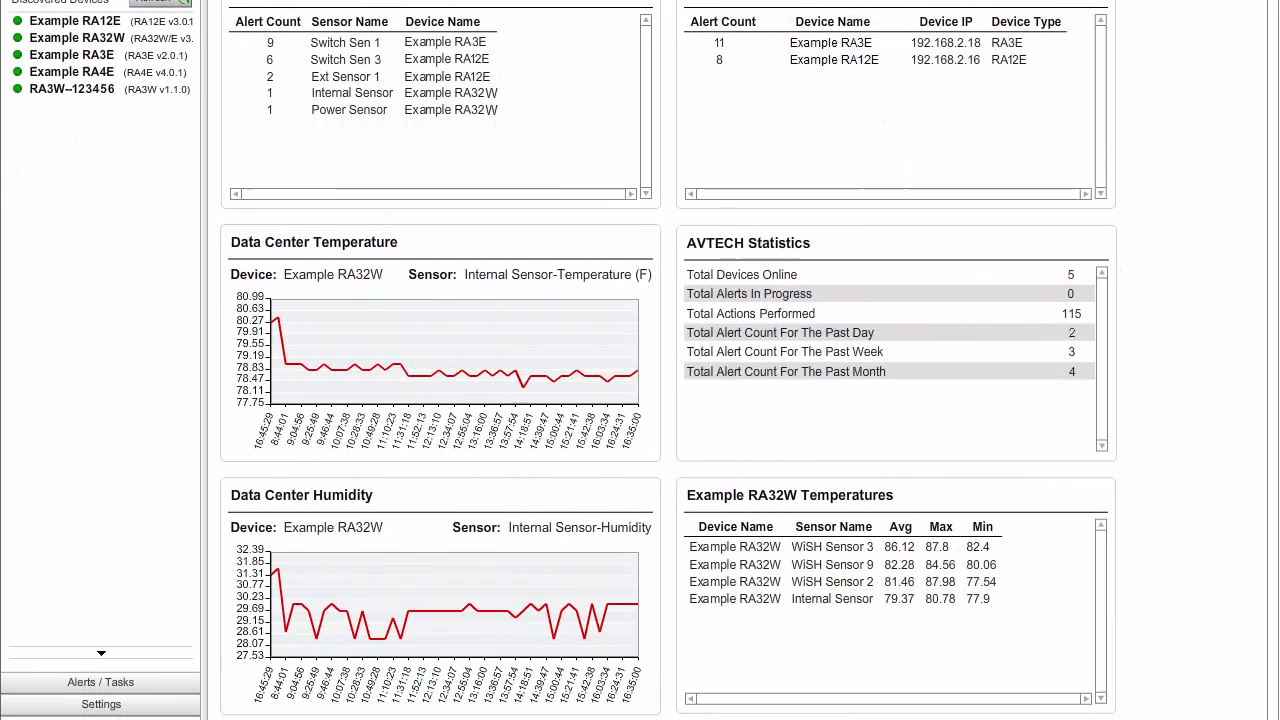 Discovered Devices
Refresh
Example RA12E (RA12E v3.0.1
Example RA32W (RA32W/E v3.
Example RA3E (RA3E v2.0.1)
Example RA4E (RA4E v4.0.1)
RA3W--123456 (RA3W v1.1.0)
Alerts / Tasks
Settings
Alert Count Sensor Name Device Name
9 Switch Sen 1 Example RA3E
6 Switch Sen 3 Example RA12E
2 Ext Sensor 1 Example RA12E
1 Internal Sensor Example RA32W
1 Power Sensor Example RA32W
Alert Count Device Name Device IP Device Type
11 Example RA3E 192.168.2.18 RA3E
8 Example RA12E 192.168.2.16 RA12E
Data Center Temperature
Device: Example RA32W Sensor: Internal Sensor-Temperature (F)
80.99
80.63
80.27
79.91
79.55
79.19
78.83
78.47
78.11
77.75
16:45:29 8:44:01 9:04:56 9:25:49 9:46:44 10:07:38 10:28:33 10:49:28 11:10:23 11:31:18 11:52:13 12:13:10 12:34:07 12:55:04 13:16:00 13:36:57 13:57:54 14:18:51 14:39:47 15:00:44 15:21:41 15:42:38 16:03:34 16:24:31 16:35:00
AVTECH Statistics
Total Devices Online 5
Total Alerts In Progress 0
Total Actions Performed 115
Total Alert Count For The Past Day 2
Total Alert Count For The Past Week 3
Total Alert Count For The Past Month 4
Data Center Humidity
Device: Example RA32W Sensor: Internal Sensor-Humidity
32.39
31.85
31.31
30.77
30.23
29.69
29.15
28.61
28.07
27.53
16:45:29 8:44:01 9:04:56 9:25:49 9:46:44 10:07:38 10:28:33 10:49:28 11:10:23 11:31:18 11:52:13 12:13:10 12:34:07 12:55:04 13:16:00 13:36:57 13:57:54 14:18:51 14:39:47 15:00:44 15:21:41 15:42:38 16:03:34 16:24:31 16:35:00
Example RA32W Temperatures
Device Name Sensor Name Avg Max Min
Example RA32W WiSH Sensor 3 86.12 87.8 82.4
Example RA32W WiSH Sensor 9 82.28 84.56 80.06
Example RA32W WiSH Sensor 2 81.46 87.98 77.54
Example RA32W Internal Sensor 79.37 80.78 77.9